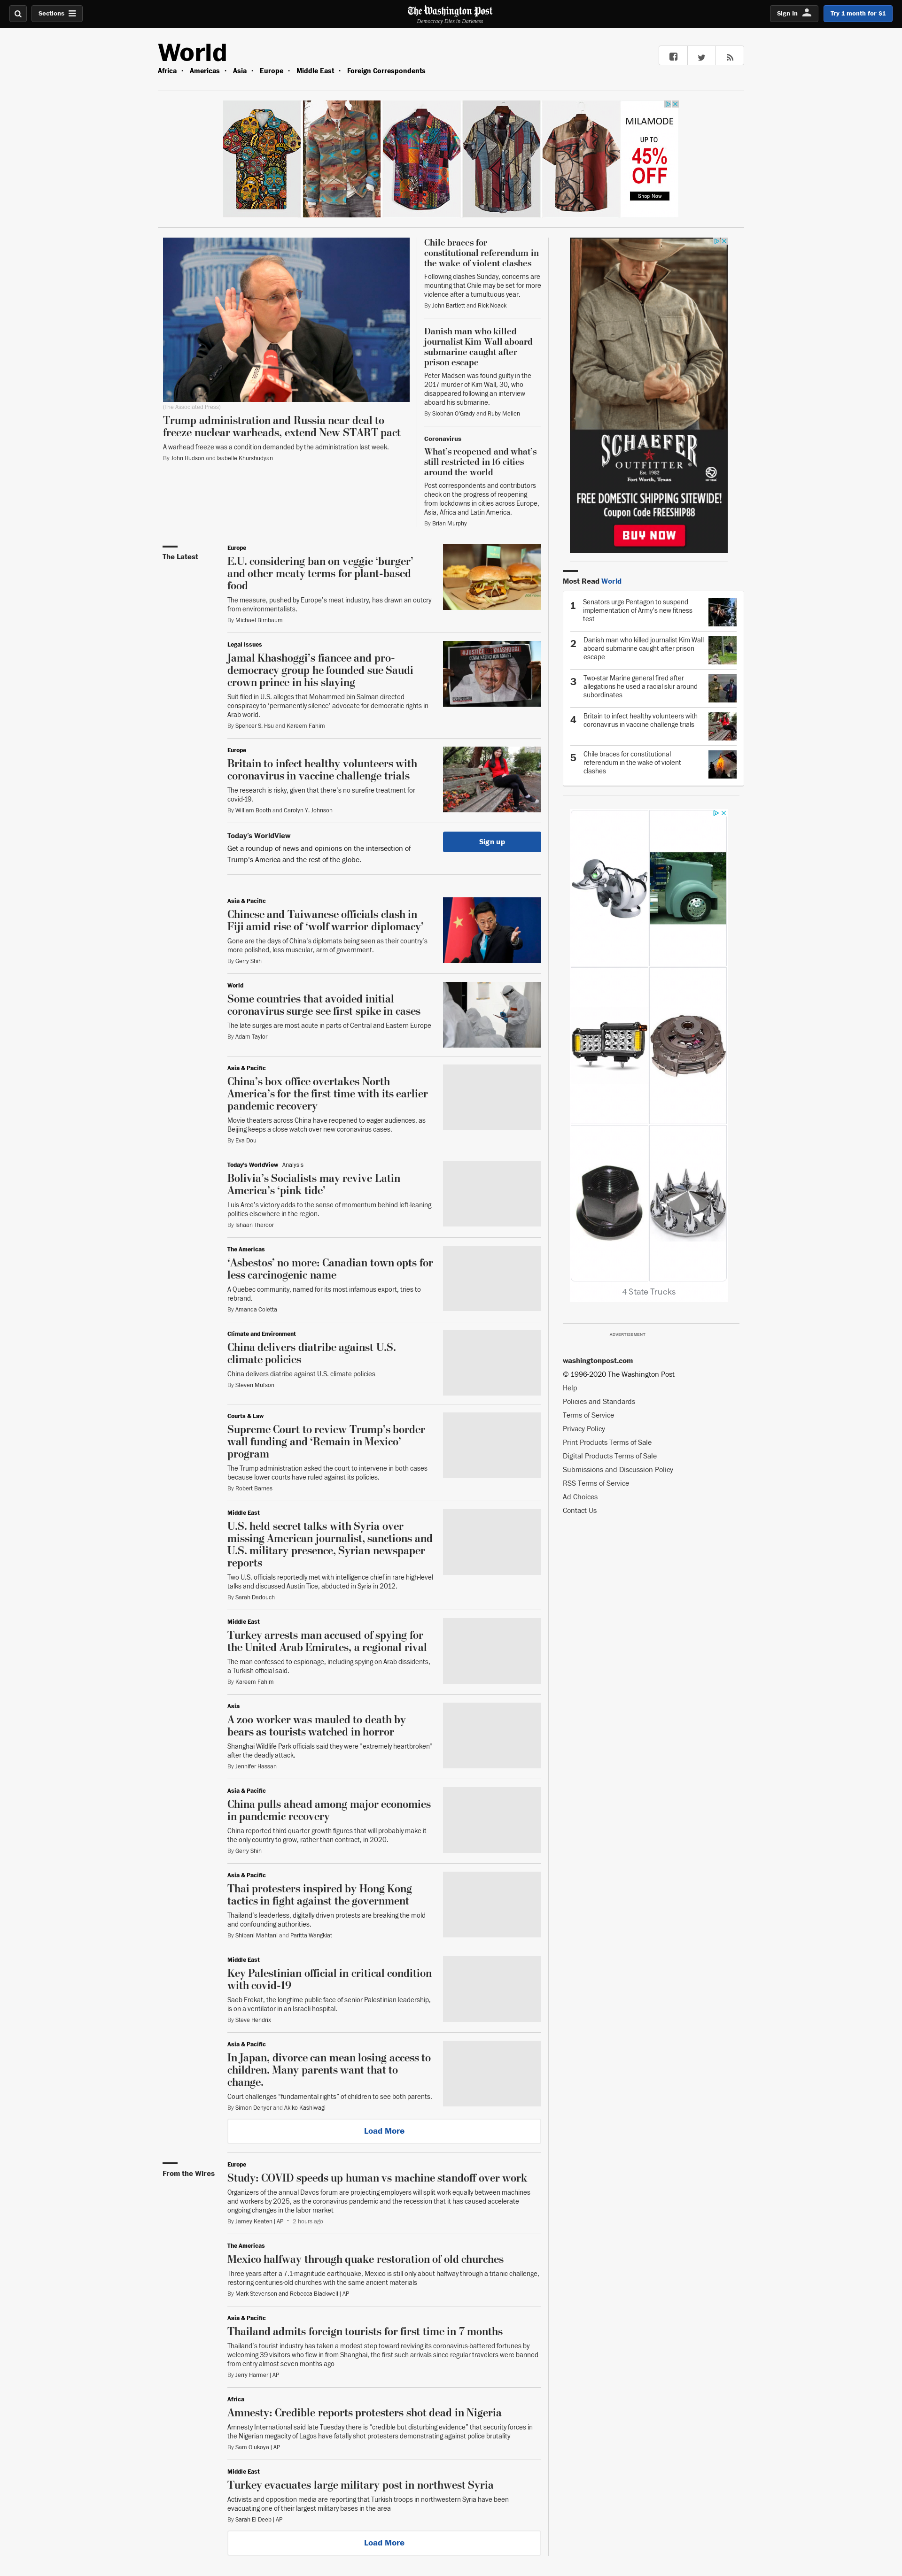 Sections
The Washington Post
Democracy Dies in Darkness
Sign In
Try 1 month for $1
World
Africa • Americas • Asia • Europe • Middle East • Foreign Correspondents
MILAMODE
UP TO
45%
OFF
Shop Now
(The Associated Press)
Trump administration and Russia near deal to
freeze nuclear warheads, extend New START pact
A warhead freeze was a condition demanded by the administration last week.
By John Hudson and Isabelle Khurshudyan
Chile braces for
constitutional referendum in
the wake of violent clashes
Following clashes Sunday, concerns are
mounting that Chile may be set for more
violence after a tumultuous year.
By John Bartlett and Rick Noack
Danish man who killed
journalist Kim Wall aboard
submarine caught after
prison escape
Peter Madsen was found guilty in the
2017 murder of Kim Wall, 30, who
disappeared following an interview
aboard his submarine.
By Siobhán O'Grady and Ruby Mellen
Coronavirus
What's reopened and what's
still restricted in 16 cities
around the world
Post correspondents and contributors
check on the progress of reopening
from lockdowns in cities across Europe,
Asia, Africa and Latin America.
By Brian Murphy
SCHAEFER
OUTFITTER
Est. 1982
Fort Worth, Texas
FREE DOMESTIC SHIPPING SITEWIDE!
Coupon Code FREESHIP88
BUY NOW
The Latest
Europe
E.U. considering ban on veggie ‘burger’
and other meaty terms for plant-based
food
The measure, pushed by Europe's meat industry, has drawn an outcry
from environmentalists.
By Michael Birnbaum
Legal Issues
Jamal Khashoggi’s fiancee and pro-
democracy group he founded sue Saudi
crown prince in his slaying
Suit filed in U.S. alleges that Mohammed bin Salman directed
conspiracy to ‘permanently silence’ advocate for democratic rights in
Arab world.
By Spencer S. Hsu and Kareem Fahim
Europe
Britain to infect healthy volunteers with
coronavirus in vaccine challenge trials
The research is risky, given that there’s no surefire treatment for
covid-19.
By William Booth and Carolyn Y. Johnson
Today’s WorldView
Get a roundup of news and opinions on the intersection of
Trump’s America and the rest of the globe.
Sign up
Asia & Pacific
Chinese and Taiwanese officials clash in
Fiji amid rise of ‘wolf warrior diplomacy’
Gone are the days of China’s diplomats being seen as their country’s
more polished, less muscular, arm of government.
By Gerry Shih
World
Some countries that avoided initial
coronavirus surge see first spike in cases
The late surges are most acute in parts of Central and Eastern Europe
By Adam Taylor
Asia & Pacific
China’s box office overtakes North
America’s for the first time with its earlier
pandemic recovery
Movie theaters across China have reopened to eager audiences, as
Beijing keeps a close watch over new coronavirus cases.
By Eva Dou
Today's WorldView Analysis
Bolivia’s Socialists may revive Latin
America’s ‘pink tide’
Luis Arce’s victory adds to the sense of momentum behind left-leaning
politics elsewhere in the region.
By Ishaan Tharoor
The Americas
‘Asbestos’ no more: Canadian town opts for
less carcinogenic name
A Quebec community, named for its most infamous export, tries to
rebrand.
By Amanda Coletta
Climate and Environment
China delivers diatribe against U.S.
climate policies
China delivers diatribe against U.S. climate policies
By Steven Mufson
Courts & Law
Supreme Court to review Trump’s border
wall funding and ‘Remain in Mexico’
program
The Trump administration asked the court to intervene in both cases
because lower courts have ruled against its policies.
By Robert Barnes
Middle East
U.S. held secret talks with Syria over
missing American journalist, sanctions and
U.S. military presence, Syrian newspaper
reports
Two U.S. officials reportedly met with intelligence chief in rare high-level
talks and discussed Austin Tice, abducted in Syria in 2012.
By Sarah Dadouch
Middle East
Turkey arrests man accused of spying for
the United Arab Emirates, a regional rival
The man confessed to espionage, including spying on Arab dissidents,
a Turkish official said.
By Kareem Fahim
Asia
A zoo worker was mauled to death by
bears as tourists watched in horror
Shanghai Wildlife Park officials said they were "extremely heartbroken"
after the deadly attack.
By Jennifer Hassan
Asia & Pacific
China pulls ahead among major economies
in pandemic recovery
China reported third-quarter growth figures that will probably make it
the only country to grow, rather than contract, in 2020.
By Gerry Shih
Asia & Pacific
Thai protesters inspired by Hong Kong
tactics in fight against the government
Thailand’s leaderless, digitally driven protests are breaking the mold
and confounding authorities.
By Shibani Mahtani and Paritta Wangkiat
Middle East
Key Palestinian official in critical condition
with covid-19
Saeb Erekat, the longtime public face of senior Palestinian leadership,
is on a ventilator in an Israeli hospital.
By Steve Hendrix
Asia & Pacific
In Japan, divorce can mean losing access to
children. Many parents want that to
change.
Court challenges “fundamental rights” of children to see both parents.
By Simon Denyer and Akiko Kashiwagi
Load More
From the Wires
Europe
Study: COVID speeds up human vs machine standoff over work
Organizers of the annual Davos forum are projecting employers will split work equally between machines
and workers by 2025, as the coronavirus pandemic and the recession that it has caused accelerate
ongoing changes in the labor market
By Jamey Keaten | AP • 2 hours ago
The Americas
Mexico halfway through quake restoration of old churches
Three years after a 7.1-magnitude earthquake, Mexico is still only about halfway through a titanic challenge,
restoring centuries-old churches with the same ancient materials
By Mark Stevenson and Rebecca Blackwell | AP
Asia & Pacific
Thailand admits foreign tourists for first time in 7 months
Thailand’s tourist industry has taken a modest step toward reviving its coronavirus-battered fortunes by
welcoming 39 visitors who flew in from Shanghai, the first such arrivals since regular travelers were banned
from entry almost seven months ago
By Jerry Harmer | AP
Africa
Amnesty: Credible reports protesters shot dead in Nigeria
Amnesty International said late Tuesday there is “credible but disturbing evidence” that security forces in
the Nigerian megacity of Lagos have fatally shot protesters demonstrating against police brutality
By Sam Olukoya | AP
Middle East
Turkey evacuates large military post in northwest Syria
Activists and opposition media are reporting that Turkish troops in northwestern Syria have been
evacuating one of their largest military bases in the area
By Sarah El Deeb | AP
Load More
Most Read World
1 Senators urge Pentagon to suspend
implementation of Army’s new fitness
test
2 Danish man who killed journalist Kim Wall
aboard submarine caught after prison
escape
3 Two-star Marine general fired after
allegations he used a racial slur around
subordinates
4 Britain to infect healthy volunteers with
coronavirus in vaccine challenge trials
5 Chile braces for constitutional
referendum in the wake of violent
clashes
4 State Trucks
ADVERTISEMENT
washingtonpost.com
© 1996-2020 The Washington Post
Help
Policies and Standards
Terms of Service
Privacy Policy
Print Products Terms of Sale
Digital Products Terms of Sale
Submissions and Discussion Policy
RSS Terms of Service
Ad Choices
Contact Us